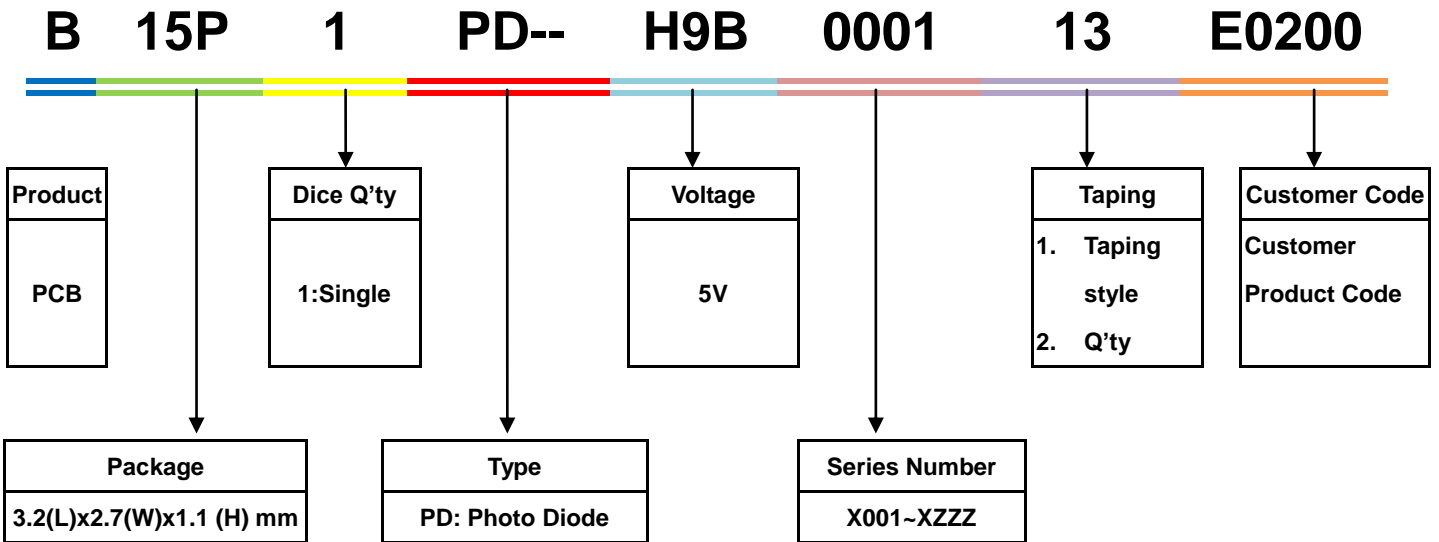 B 15P 1 PD-- H9B 0001 13 E0200
Product
PCB
Dice Q'ty
1:Single
Voltage
5V
Taping
1. Taping
style
2. Q'ty
Customer Code
Customer
Product Code
Package
3.2(L)x2.7(W)x1.1 (H) mm
Type
PD: Photo Diode
Series Number
X001~XZZZ